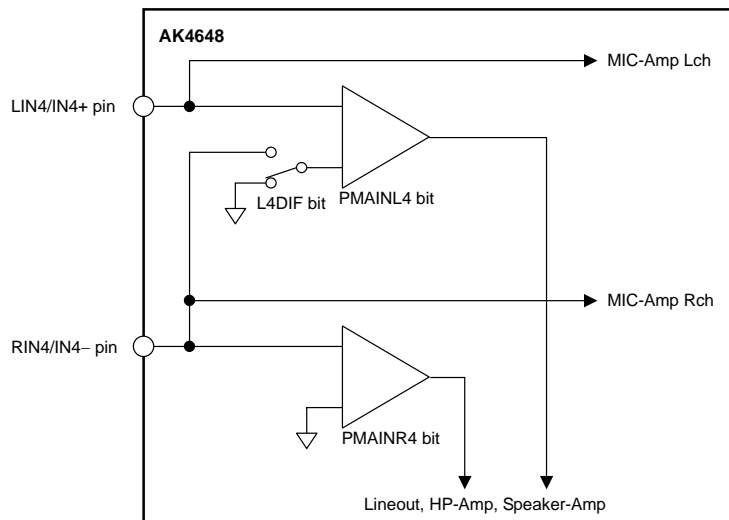 AK4648
MIC-Amp Lch
LIN4/IN4+ pin
L4DIF bit
PMAINL4 bit
MIC-Amp Rch
RIN4/IN4− pin
PMAINR4 bit
Lineout, HP-Amp, Speaker-Amp